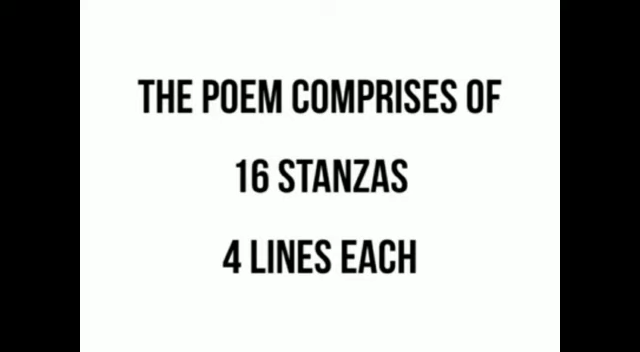 THE POEM COMPRISES OF
16 STANZAS
4 LINES EACH